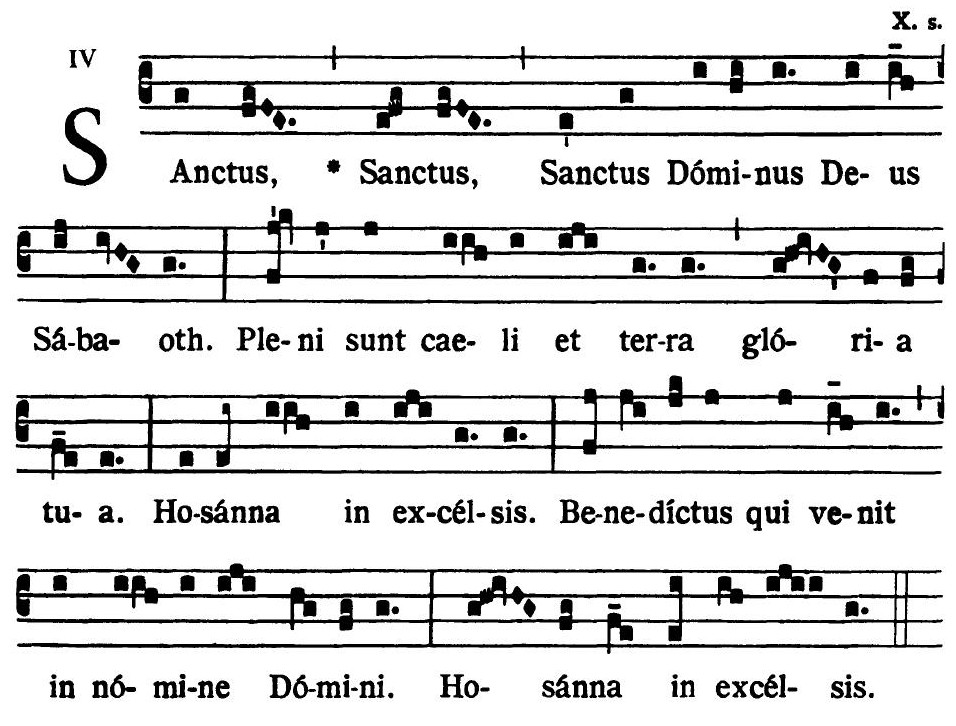 X. s.
IV
SAnctus, * Sanctus, Sanctus Dómi-nus De- us
Sá-ba- oth. Ple- ni sunt cae- li et ter-ra gló- ri- a
tu- a. Ho-sánna in ex-cél-sis. Be-ne-díctus qui ve-nit
in nó- mi-ne Dó-mi-ni. Ho- sánna in excél- sis.